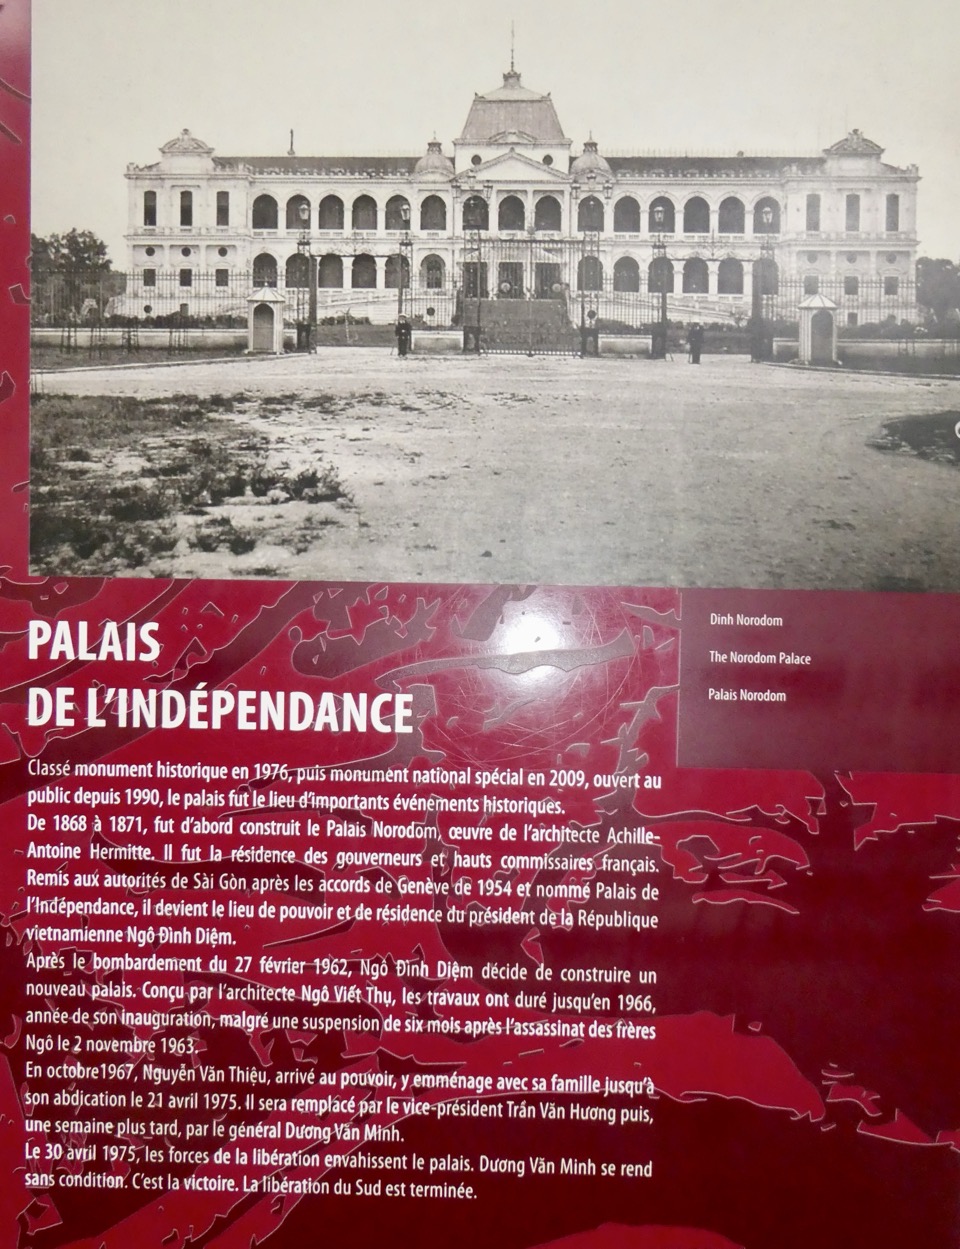 Dinh Norodom
The Norodom Palace
Palais Norodom
PALAIS
DE L'INDÉPENDANCE
Classé monument historique en 1976, puis monument national spécial en 2009, ouvert au
public depuis 1990, le palais fut le lieu d'importants événements historiques.
De 1868 à 1871, fut d'abord construit le Palais Norodom, œuvre de l'architecte Achille-
Antoine Hermitte. Il fut la résidence des gouverneurs et hauts commissaires français.
Remis aux autorités de Sài Gòn après les accords de Genève de 1954 et nommé Palais de
l'Indépendance, il devient le lieu de pouvoir et de résidence du président de la République
vietnamienne Ngô Đình Diệm.
Après le bombardement du 27 février 1962, Ngô Đình Diệm décide de construire un
nouveau palais. Conçu par l'architecte Ngô Viết Thụ, les travaux ont duré jusqu'en 1966,
année de son inauguration, malgré une suspension de six mois après l'assassinat des frères
Ngô le 2 novembre 1963.
En octobre1967, Nguyễn Văn Thiệu, arrivé au pouvoir, y emménage avec sa famille jusqu'à
son abdication le 21 avril 1975. Il sera remplacé par le vice-président Trần Văn Hương puis,
une semaine plus tard, par le général Dương Văn Minh.
Le 30 avril 1975, les forces de la libération envahissent le palais. Dương Văn Minh se rend
sans condition. C'est la victoire. La libération du Sud est terminée.